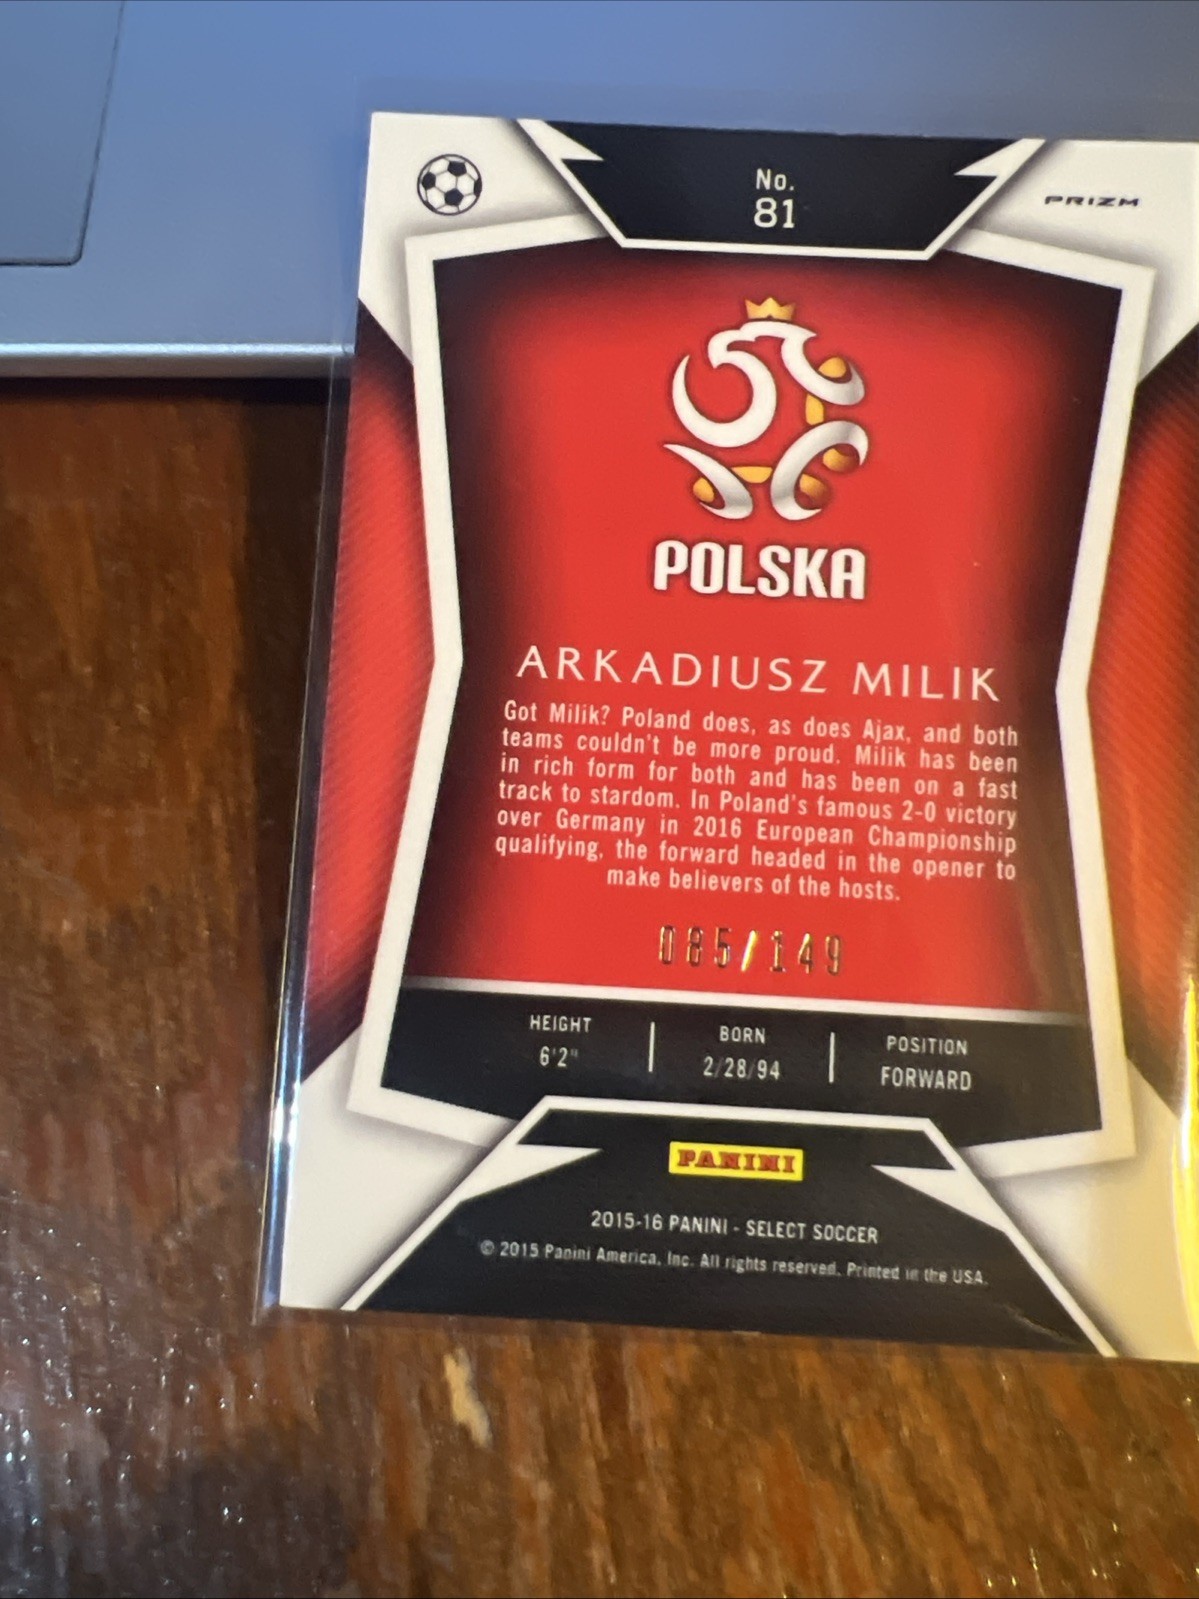 No.
81
PRIZM
POLSKA
ARKADIUSZ MILIK
Got Milik? Poland does, as does Ajax, and both
teams couldn't be more proud. Milik has been
in rich form for both and has been on a fast
track to stardom. In Poland's famous 2-0 victory
over Germany in 2016 European Championship
qualifying, the forward headed in the opener to
make believers of the hosts.
085/149
HEIGHT
6'2"
BORN
2/28/94
POSITION
FORWARD
PANINI
2015-16 PANINI - SELECT SOCCER
© 2015 Panini America, Inc. All rights reserved. Printed in the USA.